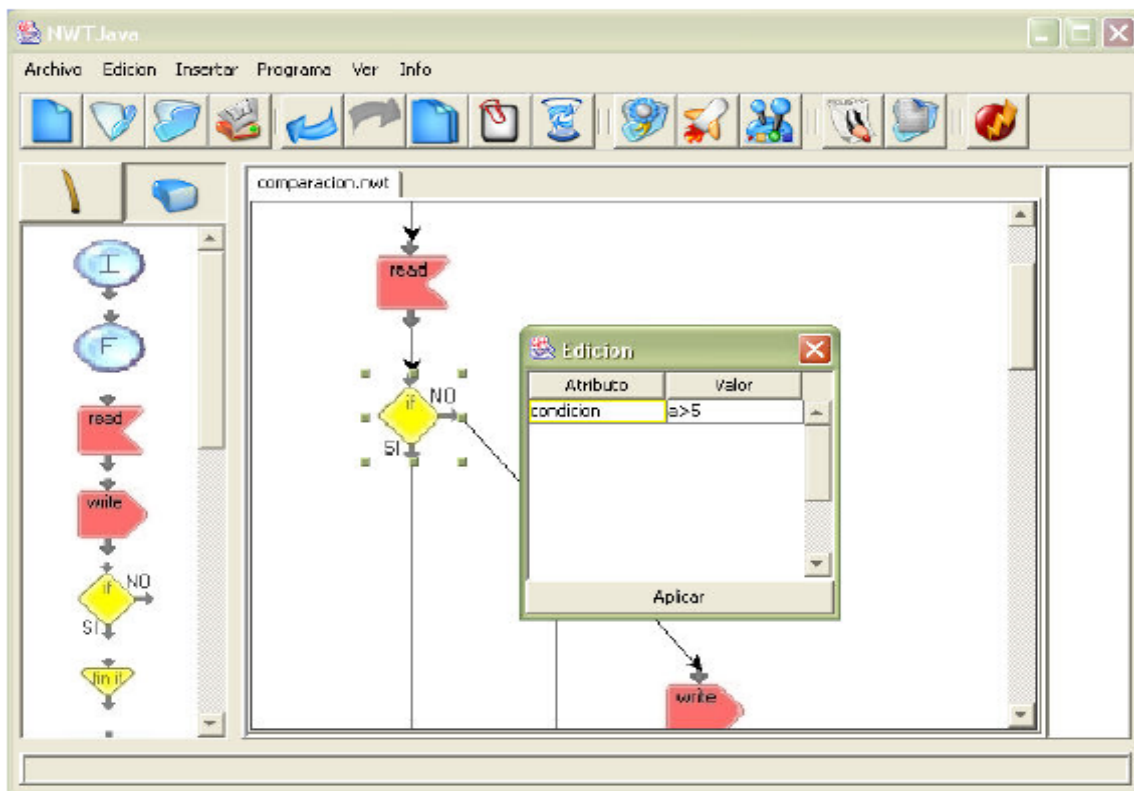 NWTJava
Archivo Edicion Insertar Programa Ver Info
comparacion.nwt
I
F
read
write
if
NO
SI
fin if
read
if
NO
SI
Edicion
Atributo Valor
condicion a>5
Aplicar
write